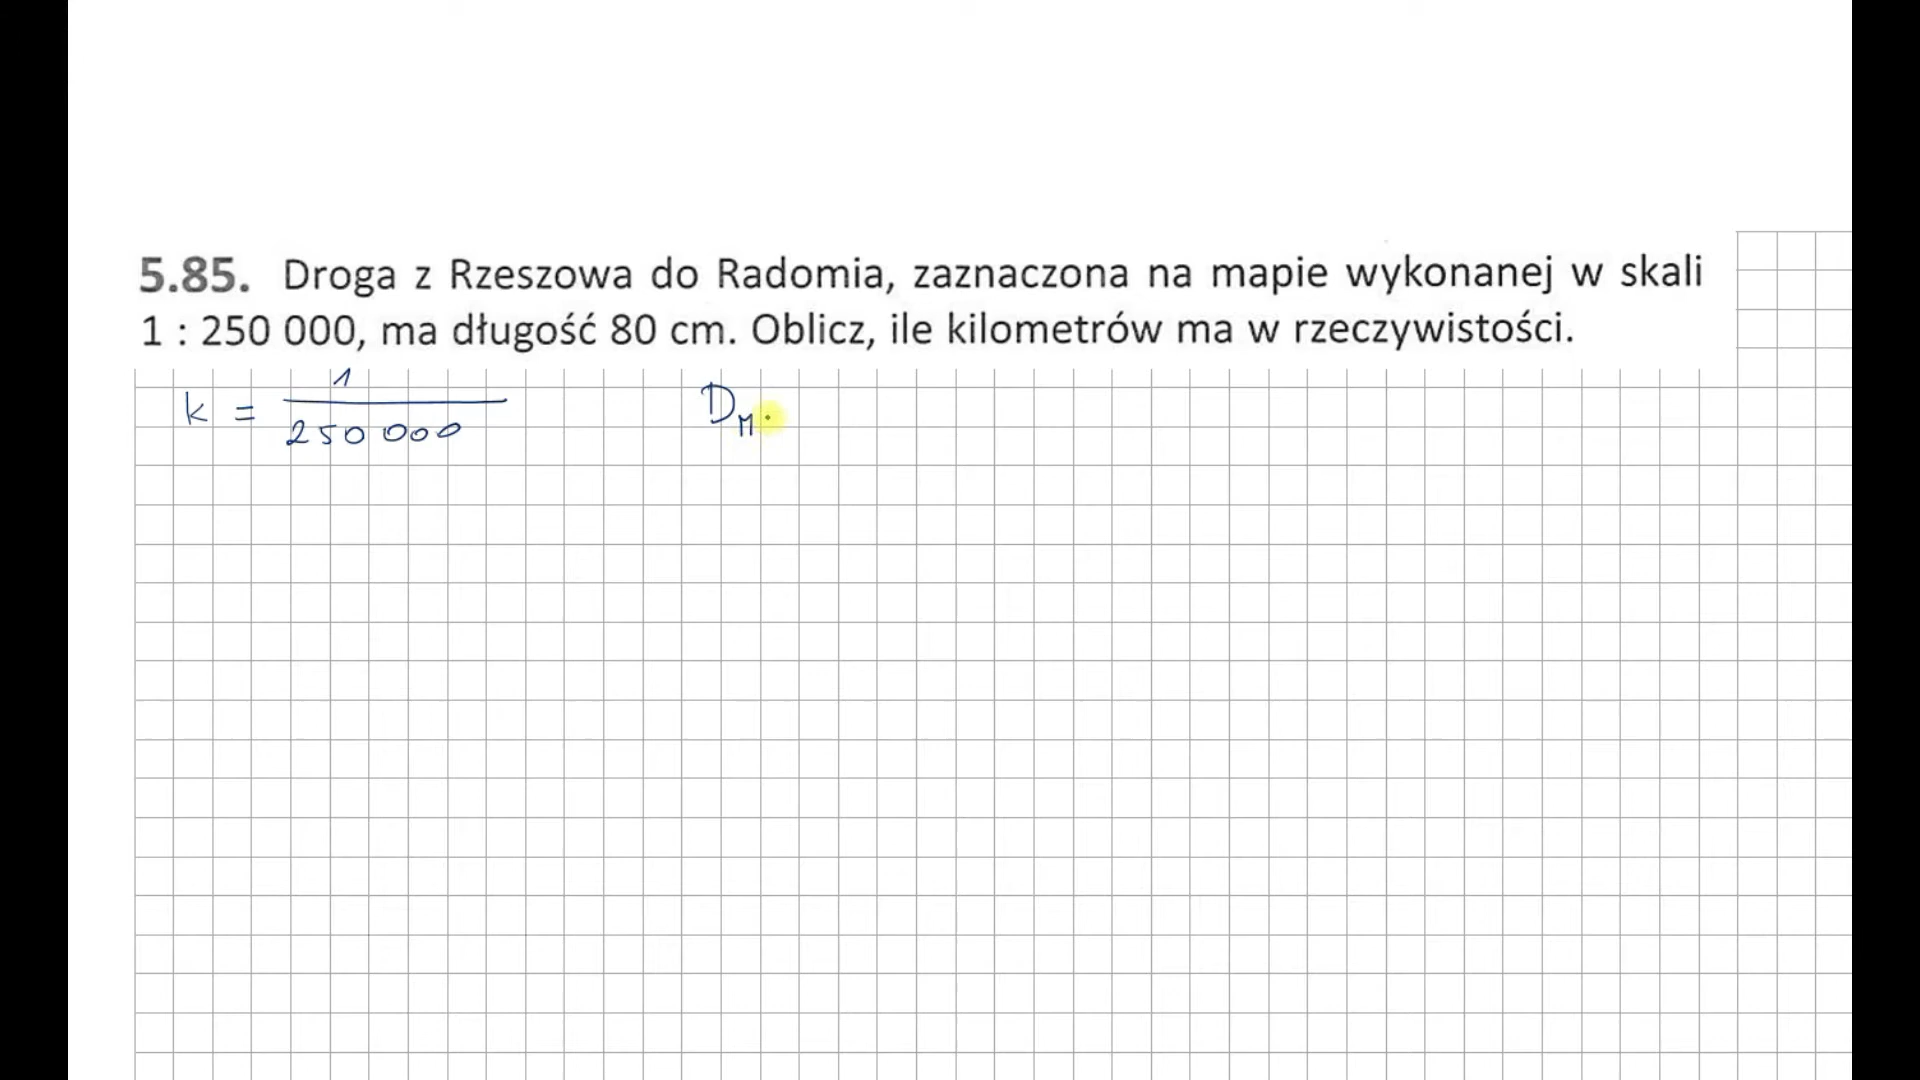 5.85. Droga z Rzeszowa do Radomia, zaznaczona na mapie wykonanej w skali
1 : 250 000, ma długość 80 cm. Oblicz, ile kilometrów ma w rzeczywistości.
k = 1
250 000
D_M